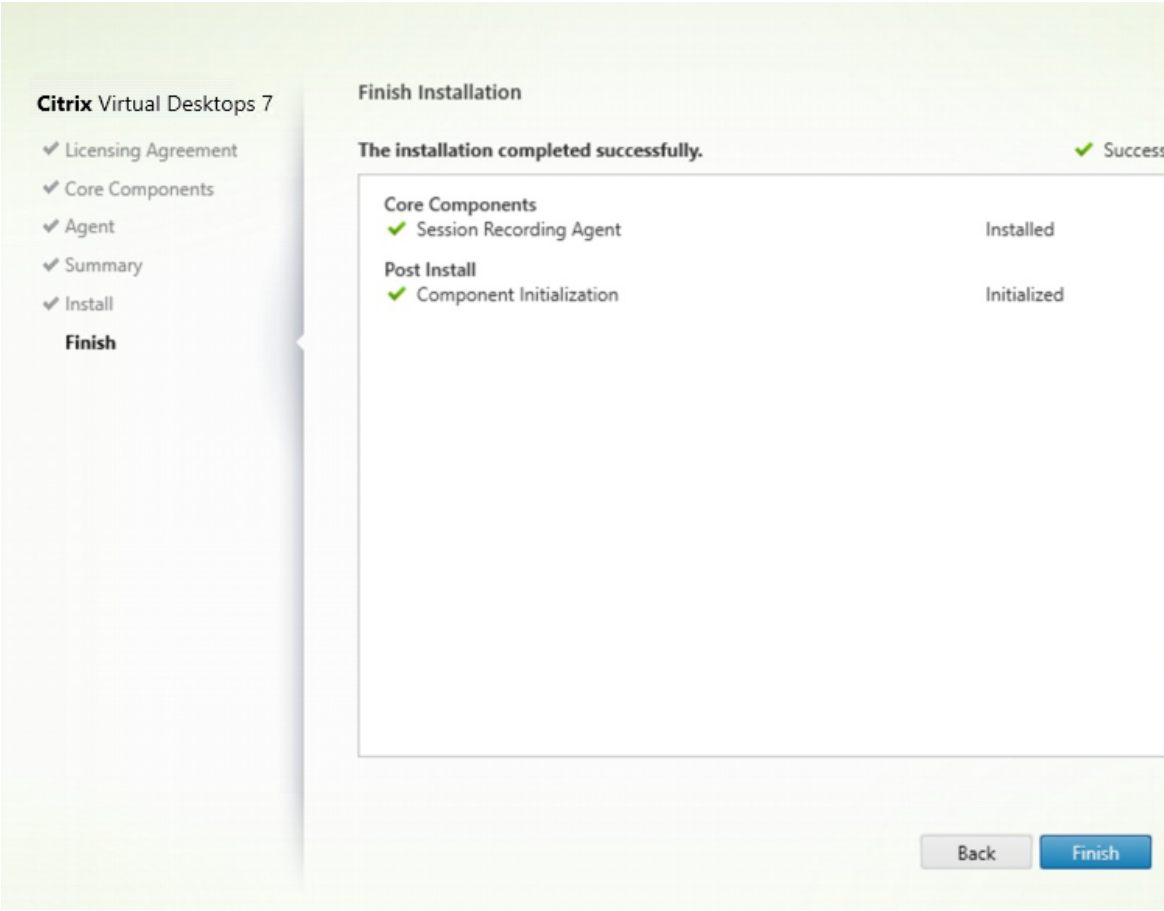 Citrix Virtual Desktops 7
Licensing Agreement
Core Components
Agent
Summary
Install
Finish
Finish Installation
The installation completed successfully.
Success
Core Components
Session Recording Agent Installed
Post Install
Component Initialization Initialized
Back Finish